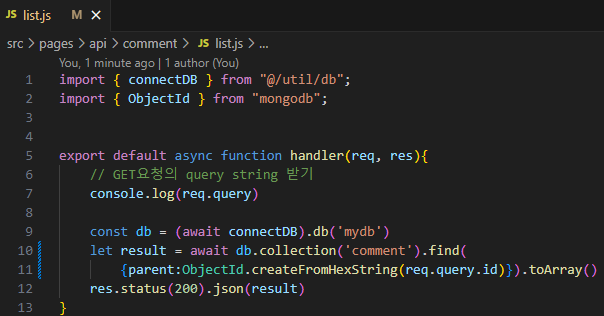 JS list.js M ×
src > pages > api > comment > JS list.js > ...
You, 1 minute ago | 1 author (You)
1 import { connectDB } from "@/util/db";
2 import { ObjectId } from "mongodb";
3
4
5 export default async function handler(req, res){
6 // GET요청의 query string 받기
7 console.log(req.query)
8
9 const db = (await connectDB).db('mydb')
10 let result = await db.collection('comment').find(
11 {parent:ObjectId.createFromHexString(req.query.id)}).toArray()
12 res.status(200).json(result)
13 }